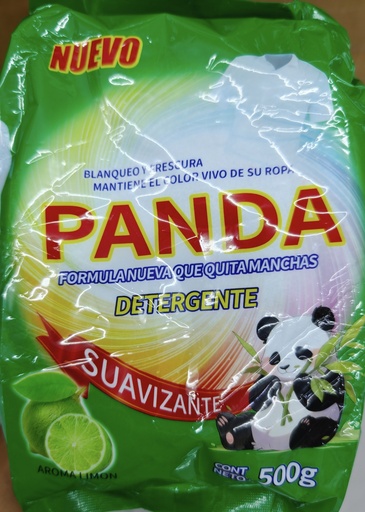 NUEVO
BLANQUEO Y FRESCURA
MANTIENE EL COLOR VIVO DE SU ROPA
PANDA
FORMULA NUEVA QUE QUITA MANCHAS
DETERGENTE
SUAVIZANTE
AROMA LIMON
CONT
NETO 500g